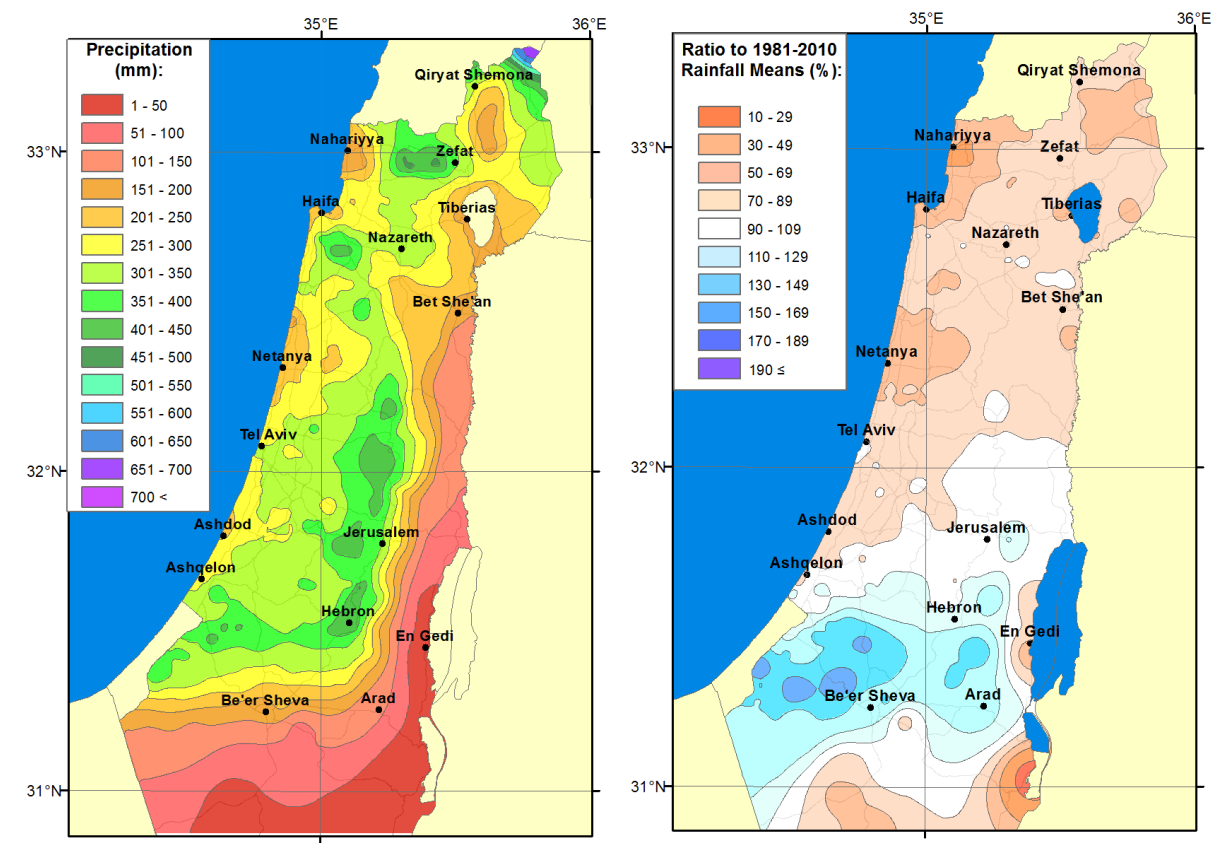 35°E
36°E
Precipitation
(mm):
1 - 50
51 - 100
101 - 150
151 - 200
201 - 250
251 - 300
301 - 350
351 - 400
401 - 450
451 - 500
501 - 550
551 - 600
601 - 650
651 - 700
700 <
33°N
32°N
31°N
Qiryat Shemona
Nahariyya
Zefat
Haifa
Tiberias
Nazareth
Bet She'an
Netanya
Tel Aviv
Ashdod
Jerusalem
Ashqelon
Hebron
En Gedi
Be'er Sheva
Arad
35°E
36°E
Ratio to 1981-2010
Rainfall Means (%):
10 - 29
30 - 49
50 - 69
70 - 89
90 - 109
110 - 129
130 - 149
150 - 169
170 - 189
190 ≤
33°N
32°N
31°N
Qiryat Shemona
Nahariyya
Zefat
Haifa
Tiberias
Nazareth
Bet She'an
Netanya
Tel Aviv
Ashdod
Jerusalem
Ashqelon
Hebron
En Gedi
Be'er Sheva
Arad